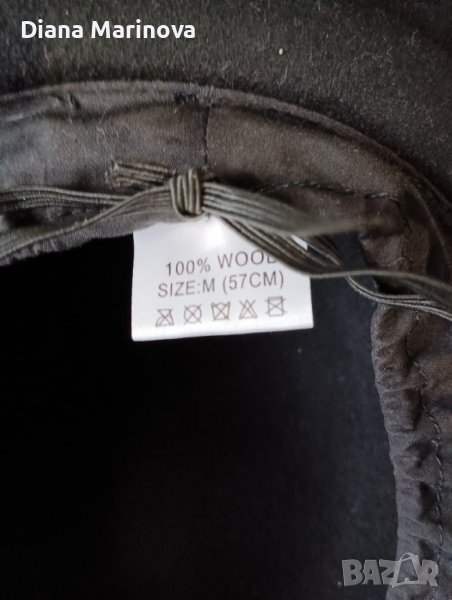 Diana Marinova
100% WOOL
SIZE:M (57CM)
BAZAR